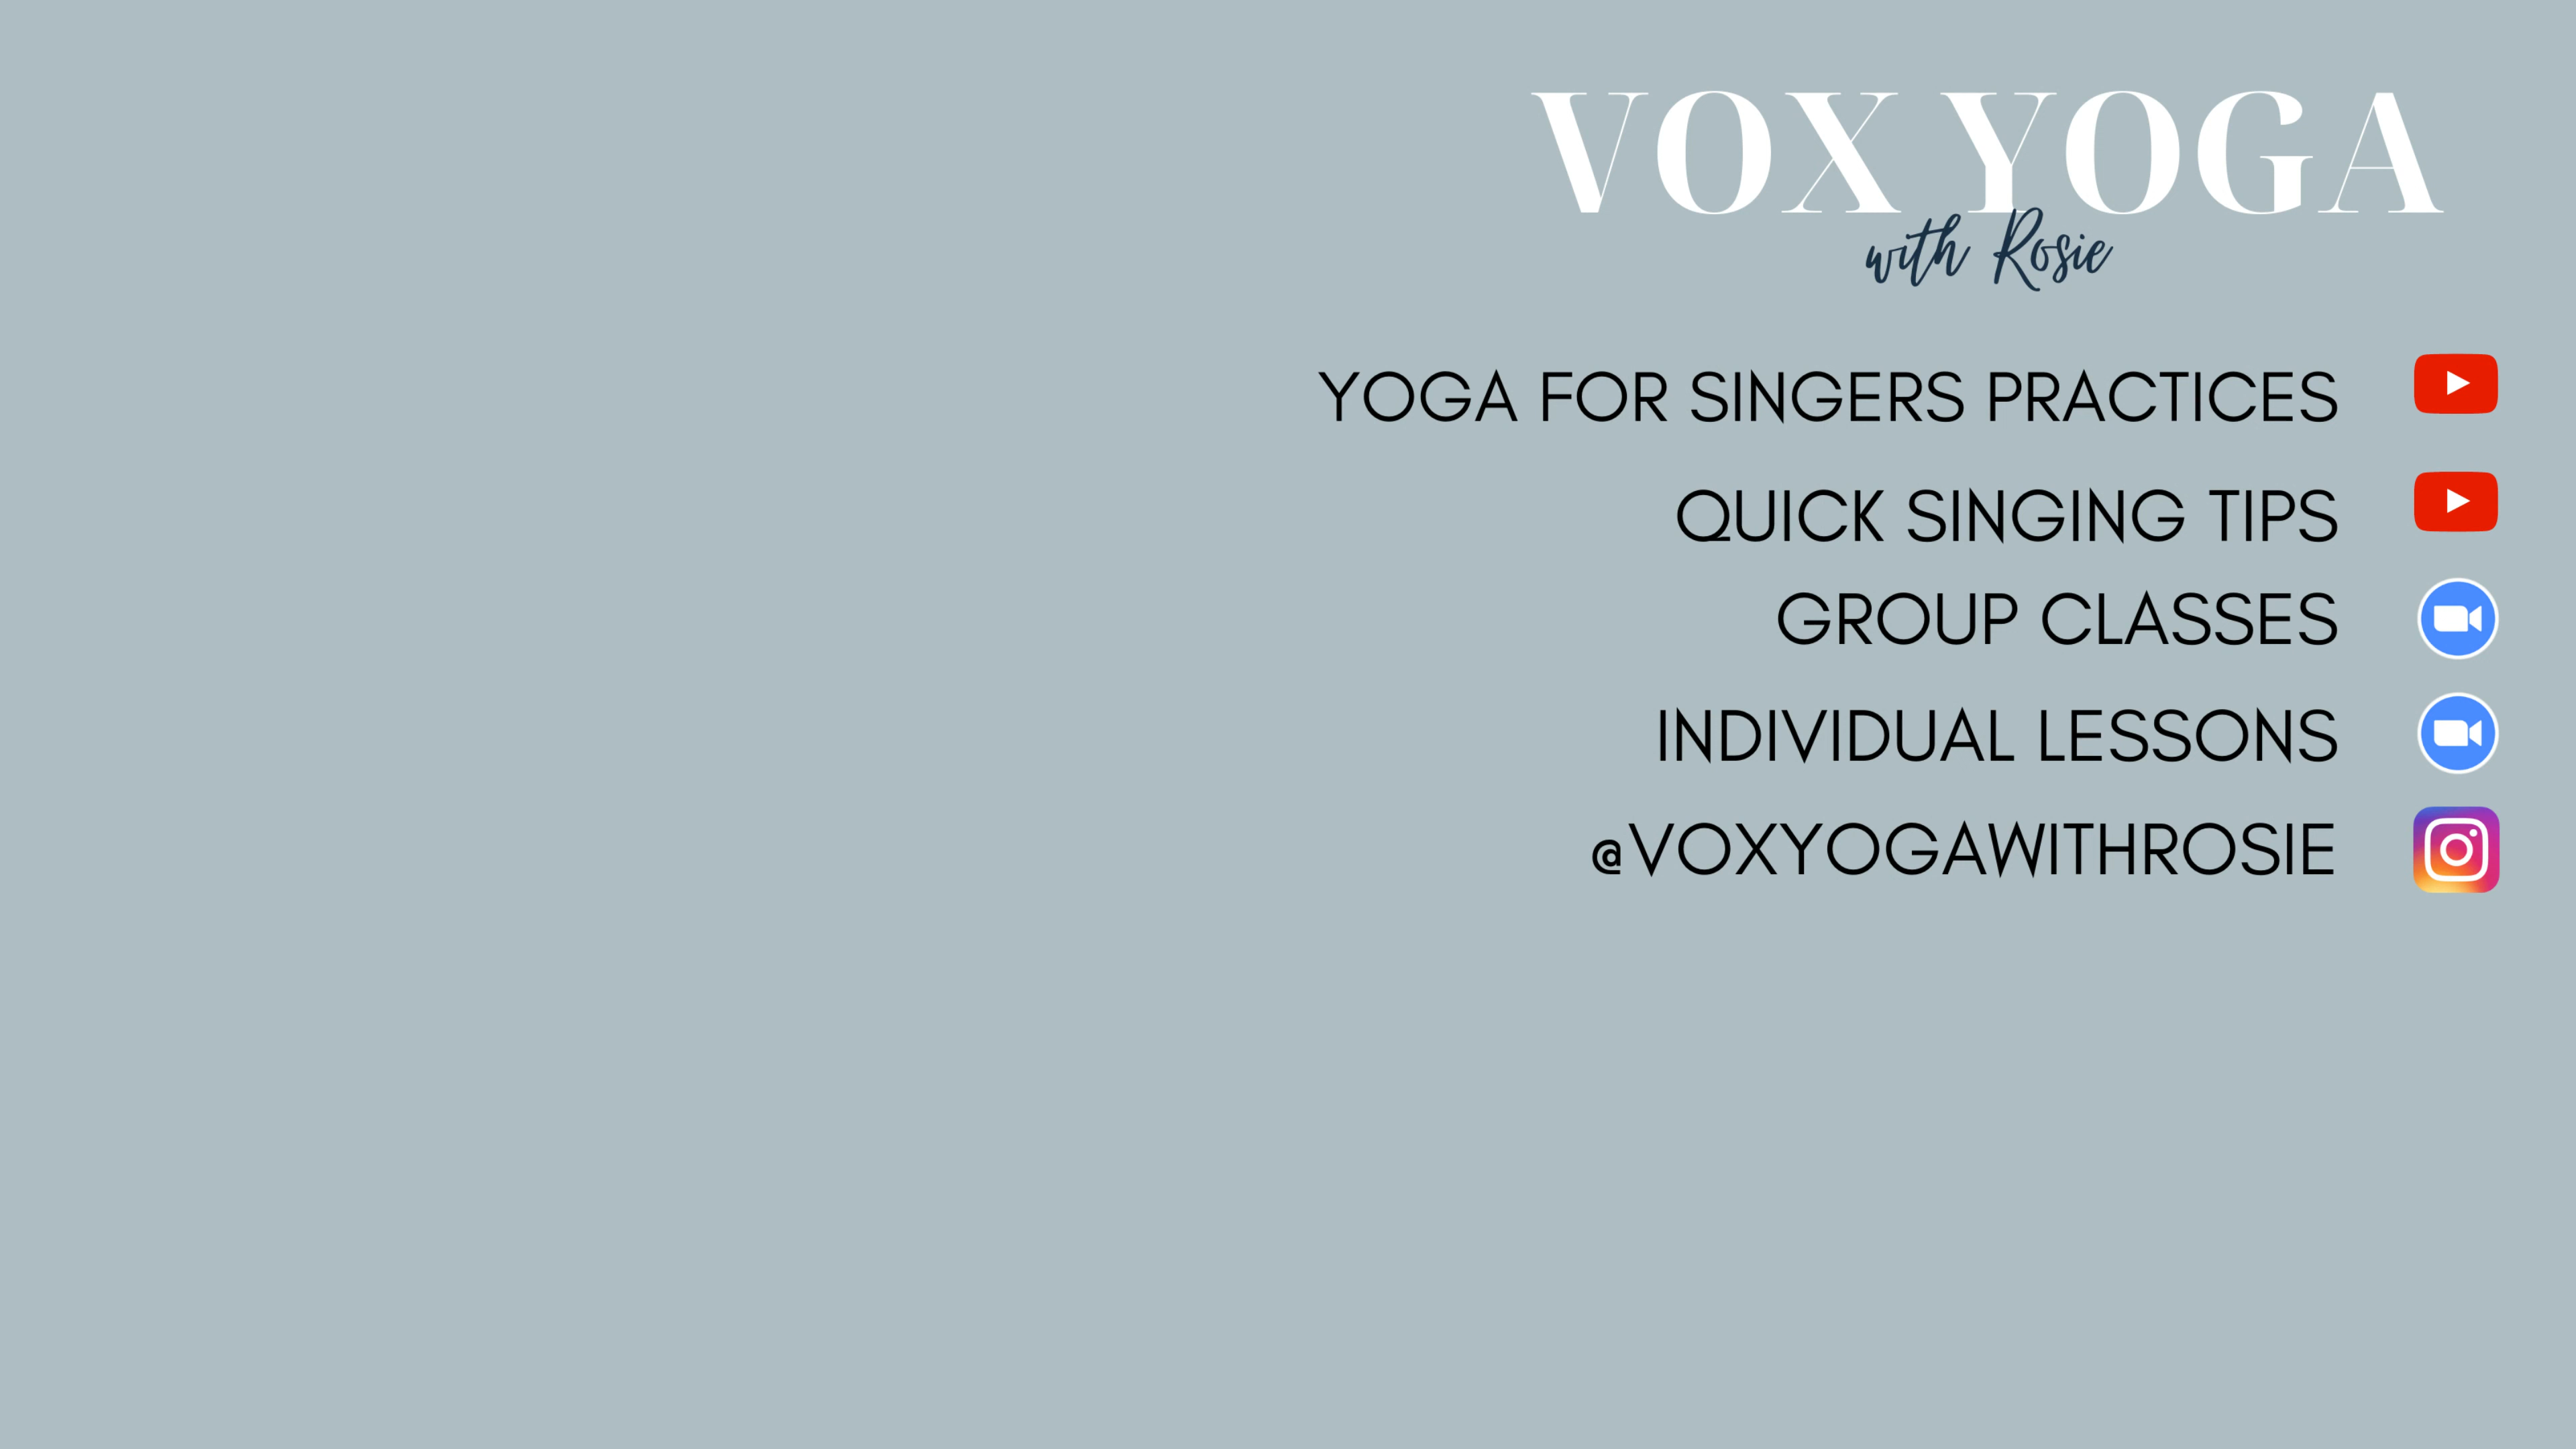 VOX YOGA
with Rosie
YOGA FOR SINGERS PRACTICES
QUICK SINGING TIPS
GROUP CLASSES
INDIVIDUAL LESSONS
@VOXYOGAWITHROSIE